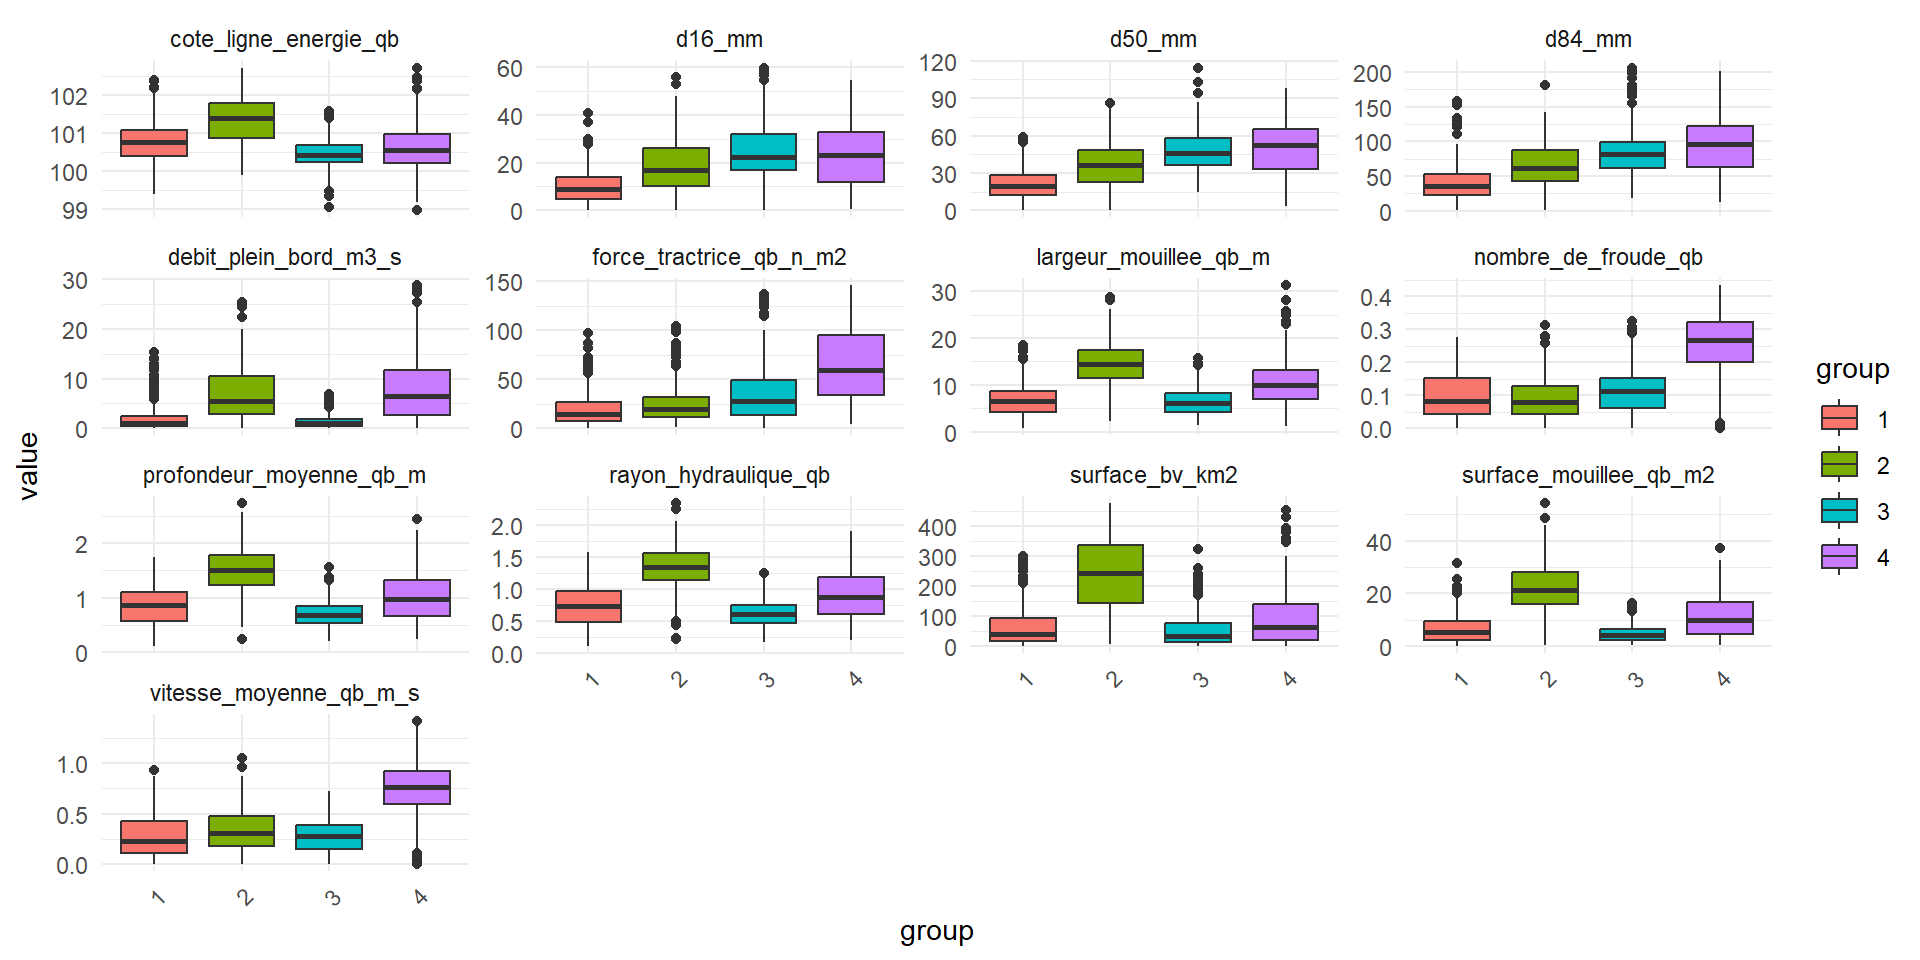 cote_ligne_energie_qb
d16_mm
d50_mm
d84_mm
102
101
100
99
60
40
20
0
120
90
60
30
0
200
150
100
50
0
debit_plein_bord_m3_s
force_tractrice_qb_n_m2
largeur_mouillee_qb_m
nombre_de_froude_qb
30
20
10
0
150
100
50
0
30
20
10
0
0.4
0.3
0.2
0.1
0.0
profondeur_moyenne_qb_m
rayon_hydraulique_qb
surface_bv_km2
surface_mouillee_qb_m2
2
1
0
2.0
1.5
1.0
0.5
0.0
400
300
200
100
0
40
20
0
1 2 3 4
1 2 3 4
1 2 3 4
vitesse_moyenne_qb_m_s
1.0
0.5
0.0
1 2 3 4
value
group
group
1
2
3
4